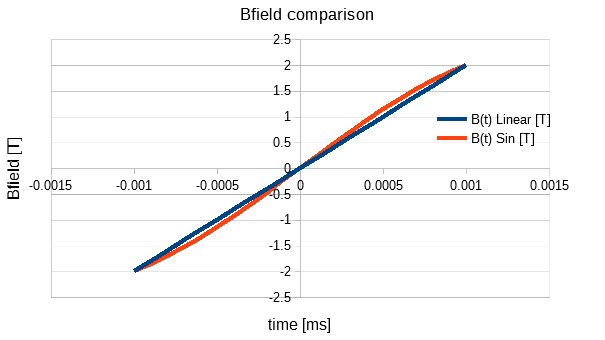 Bfield comparison
2.5
2
1.5
1
0.5
0
-0.5
-1
-1.5
-2
-2.5
-0.0015 -0.001 -0.0005 0 0.0005 0.001 0.0015
Bfield [T]
B(t) Linear [T]
B(t) Sin [T]
time [ms]